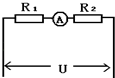 R₁ A R₂
U